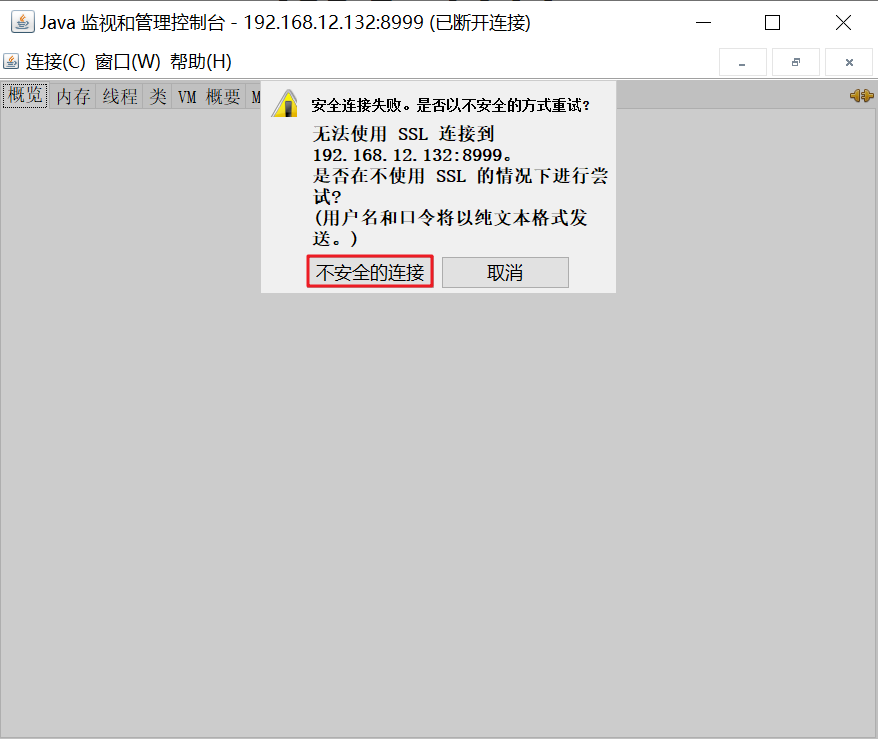 Java 监视和管理控制台 - 192.168.12.132:8999 (已断开连接)
连接(C) 窗口(W) 帮助(H)
概览 内存 线程 类 VM 概要 M
安全连接失败。是否以不安全的方式重试?
无法使用 SSL 连接到
192.168.12.132:8999。
是否在不使用 SSL 的情况下进行尝
试?
(用户名和口令将以纯文本格式发
送。)
不安全的连接 取消